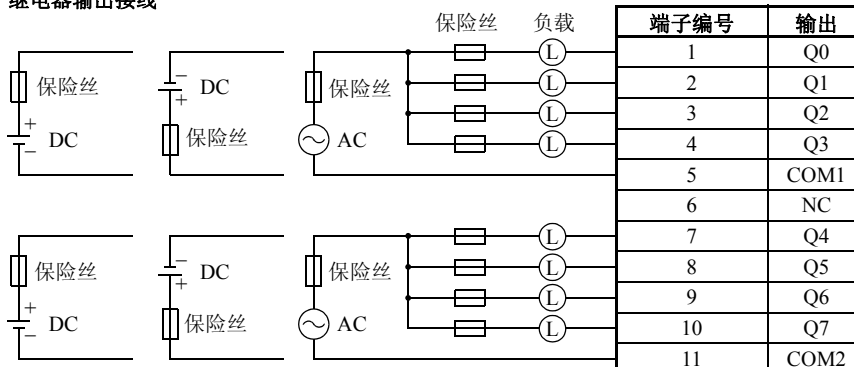 继电器输出接线
保险丝 负载 端子编号 输出
L 1 Q0
保险丝 − DC 保险丝 L 2 Q1
+ L 3 Q2
+ DC − 保险丝 AC L 4 Q3
5 COM1
6 NC
L 7 Q4
保险丝 − DC 保险丝 L 8 Q5
+ L 9 Q6
+ DC − 保险丝 AC L 10 Q7
11 COM2